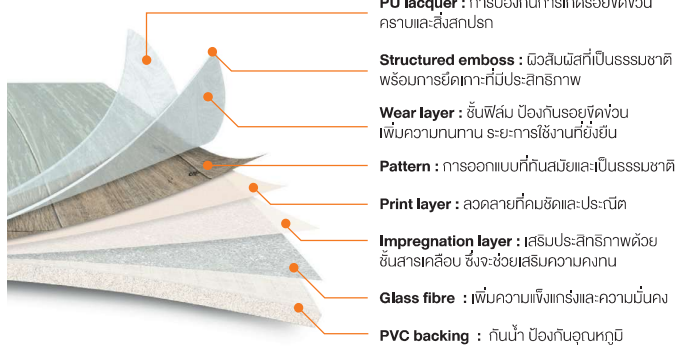 PU lacquer : การป้องกันการเกิดรอยขีดข่วน
คราบและสิ่งสกปรก
Structured emboss : ผิวสัมผัสที่เป็นธรรมชาติ
พร้อมการยึดเกาะที่มีประสิทธิภาพ
Wear layer : ชั้นฟิล์ม ป้องกันรอยขีดข่วน
เพิ่มความทนทาน ระยะการใช้งานที่ยั่งยืน
Pattern : การออกแบบที่ทันสมัยและเป็นธรรมชาติ
Print layer : ลวดลายที่คมชัดและประณีต
Impregnation layer : เสริมประสิทธิภาพด้วย
ชั้นสารเคลือบ ซึ่งจะช่วยเสริมความคงทน
Glass fibre : เพิ่มความแข็งแกร่งและความมั่นคง
PVC backing : กันน้ำ ป้องกันอุณหภูมิ